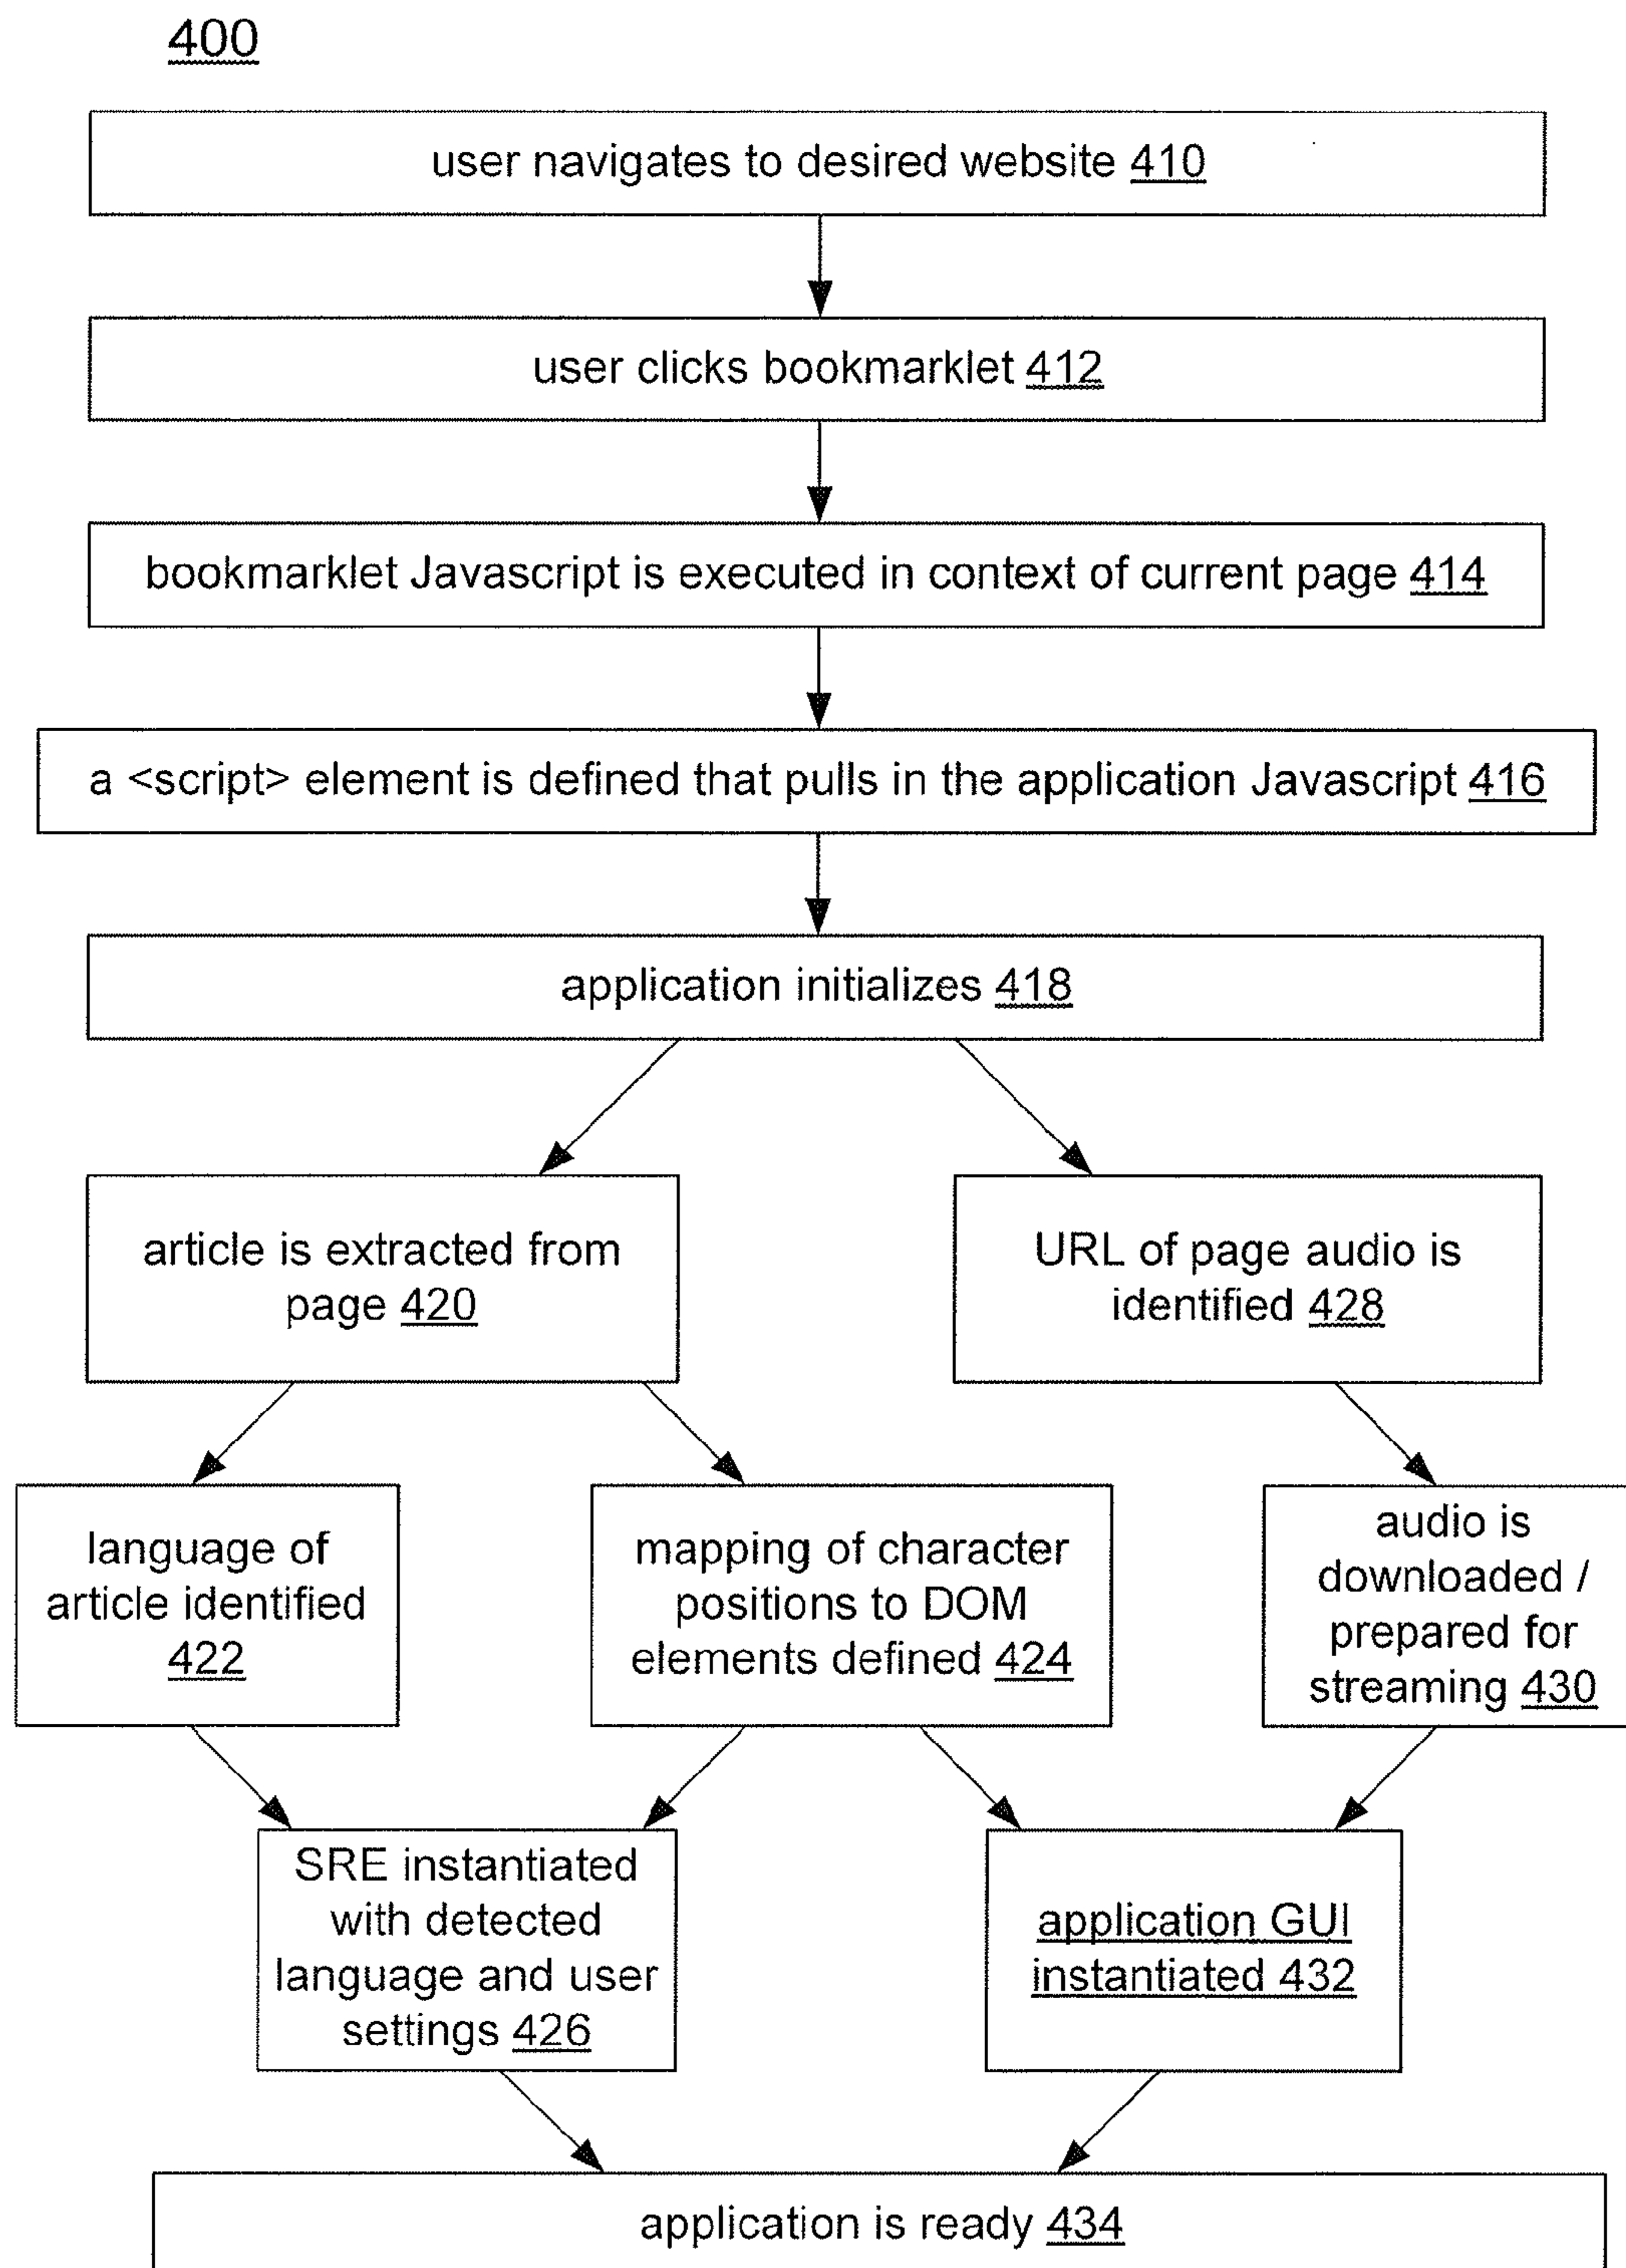 400
user navigates to desired website 410
user clicks bookmarklet 412
bookmarklet Javascript is executed in context of current page 414
a <script> element is defined that pulls in the application Javascript 416
application initializes 418
article is extracted from
page 420
URL of page audio is
identified 428
language of
article identified
422
mapping of character
positions to DOM
elements defined 424
audio is
downloaded /
prepared for
streaming 430
SRE instantiated
with detected
language and user
settings 426
application GUI
instantiated 432
application is ready 434